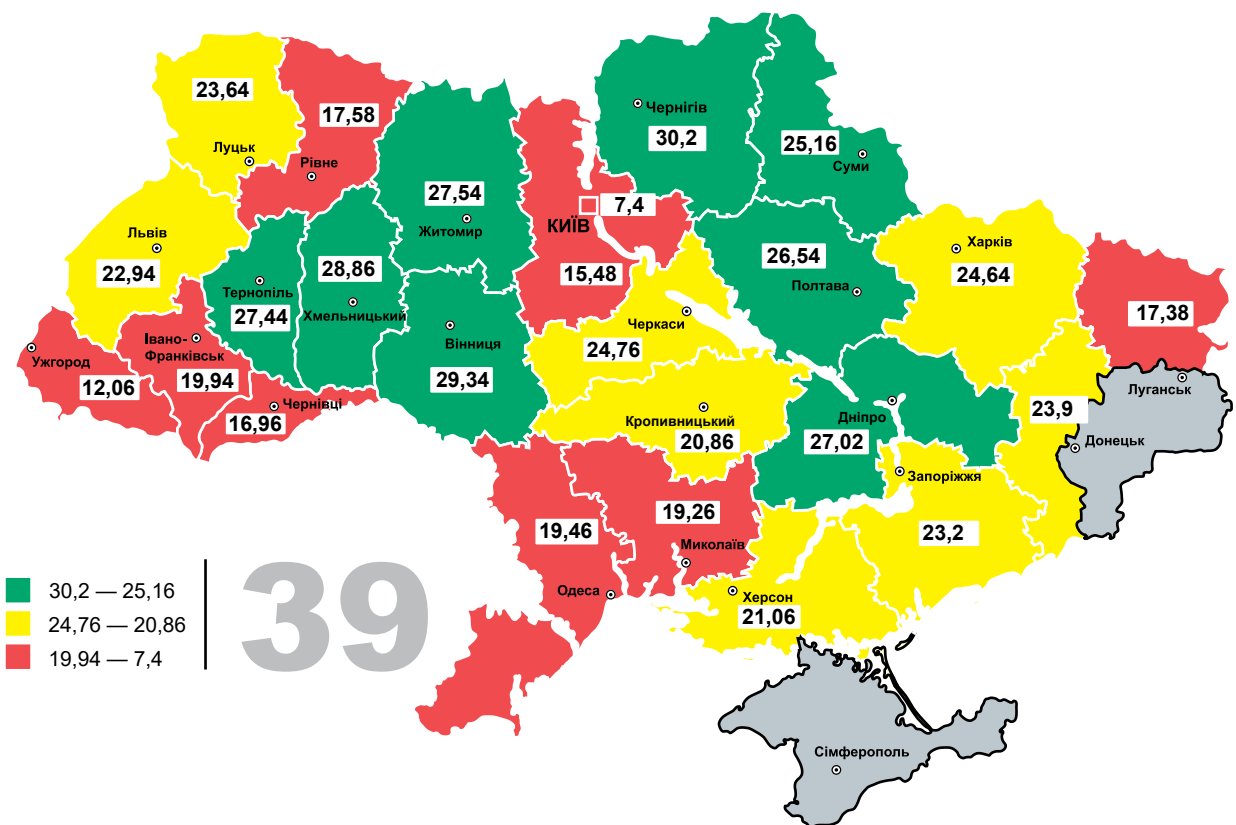 23,64
Луцьк
17,58
Рівне
27,54
Житомир
КИЇВ
7,4
15,48
Чернігів
30,2
25,16
Суми
Львів
22,94
Тернопіль
27,44
28,86
Хмельницький
Вінниця
29,34
26,54
Полтава
Харків
24,64
17,38
Луганськ
Черкаси
24,76
Ужгород
12,06
Івано-
Франківськ
19,94
Чернівці
16,96
Кропивницький
20,86
Дніпро
27,02
23,9
Донецьк
Запоріжжя
23,2
19,46
Одеса
19,26
Миколаїв
Херсон
21,06
Сімферополь
30,2 — 25,16
24,76 — 20,86
19,94 — 7,4
39